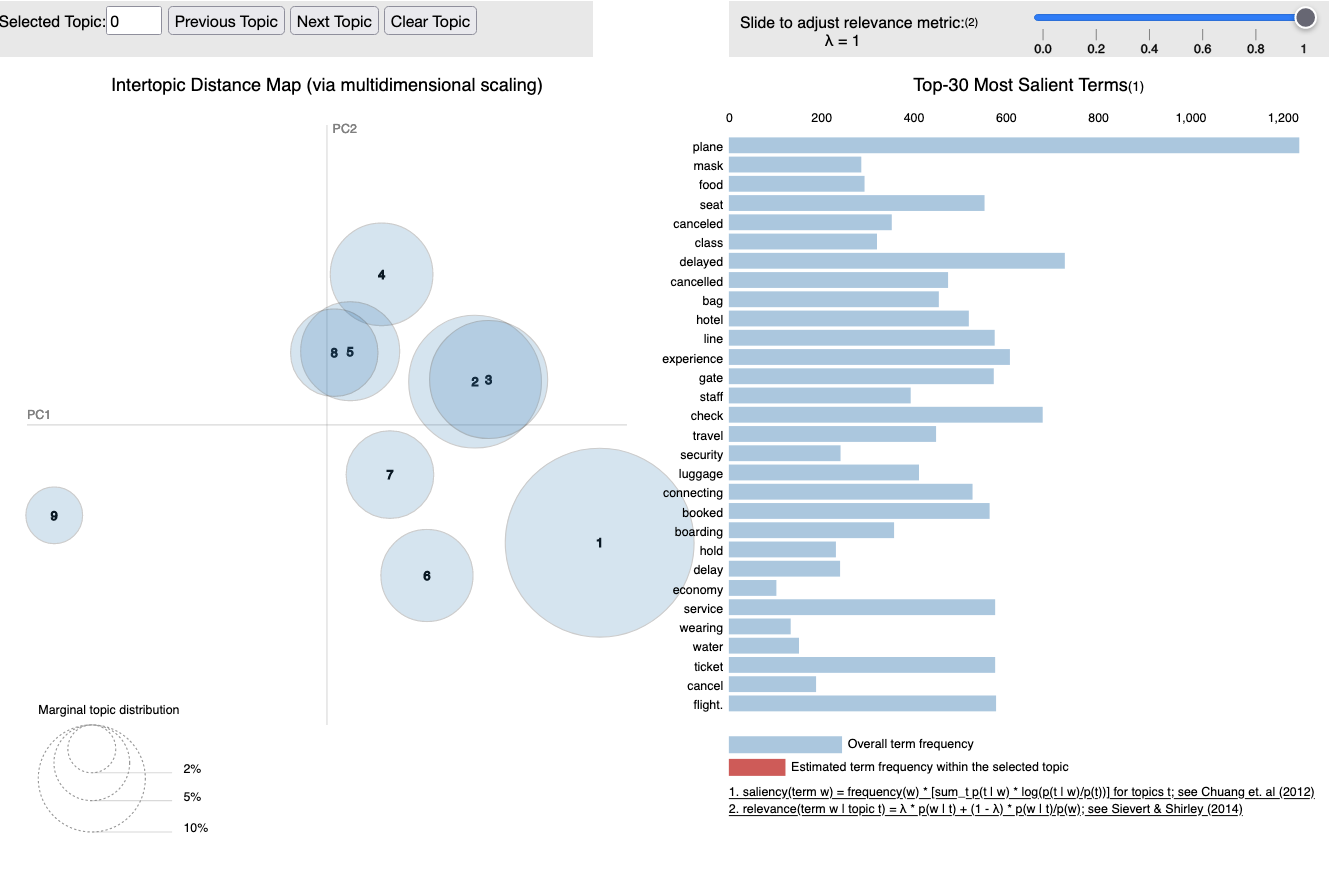 Selected Topic: 0 Previous Topic Next Topic Clear Topic
Slide to adjust relevance metric:(2)
λ = 1
0.0 0.2 0.4 0.6 0.8 1
Intertopic Distance Map (via multidimensional scaling)
PC2
PC1
4
8 5
2 3
7
9
1
6
Marginal topic distribution
2%
5%
10%
Top-30 Most Salient Terms(1)
0 200 400 600 800 1,000 1,200
plane
mask
food
seat
canceled
class
delayed
cancelled
bag
hotel
line
experience
gate
staff
check
travel
security
luggage
connecting
booked
boarding
hold
delay
economy
service
wearing
water
ticket
cancel
flight.
Overall term frequency
Estimated term frequency within the selected topic
1. saliency(term w) = frequency(w) * [sum_t p(t | w) * log(p(t | w)/p(t))] for topics t; see Chuang et. al (2012)
2. relevance(term w | topic t) = λ * p(w | t) + (1 - λ) * p(w | t)/p(w); see Sievert & Shirley (2014)